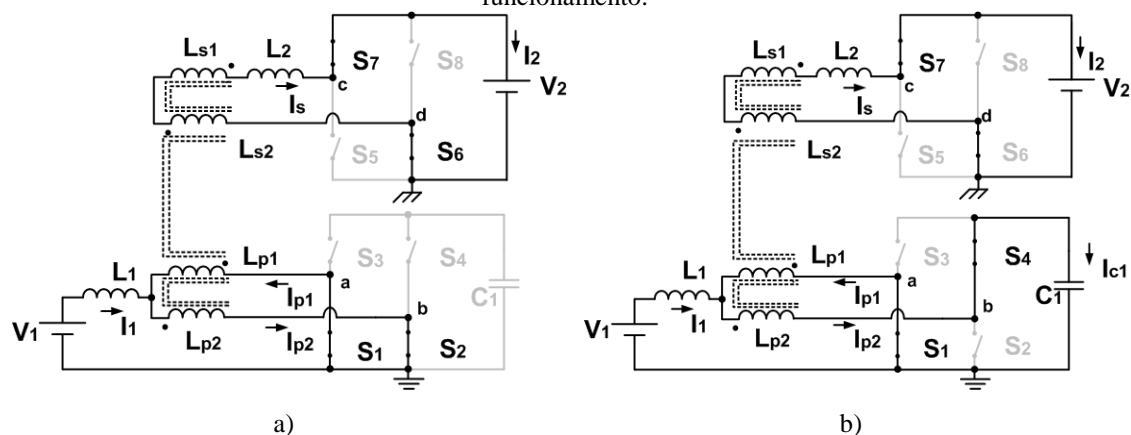 funcionamento.
Ls1 L2 S7 S8 I2
V2
c
Is
d
Ls2 S5 S6
Lp1 S3 S4
L1 a C1
Ip1
V1 I1 b
Lp2 Ip2 S1 S2
a)
Ls1 L2 S7 S8 I2
V2
c
Is
d
Ls2 S5 S6
Lp1 S3 S4 Ic1
L1 a C1
Ip1
V1 I1 b
Lp2 Ip2 S1 S2
b)